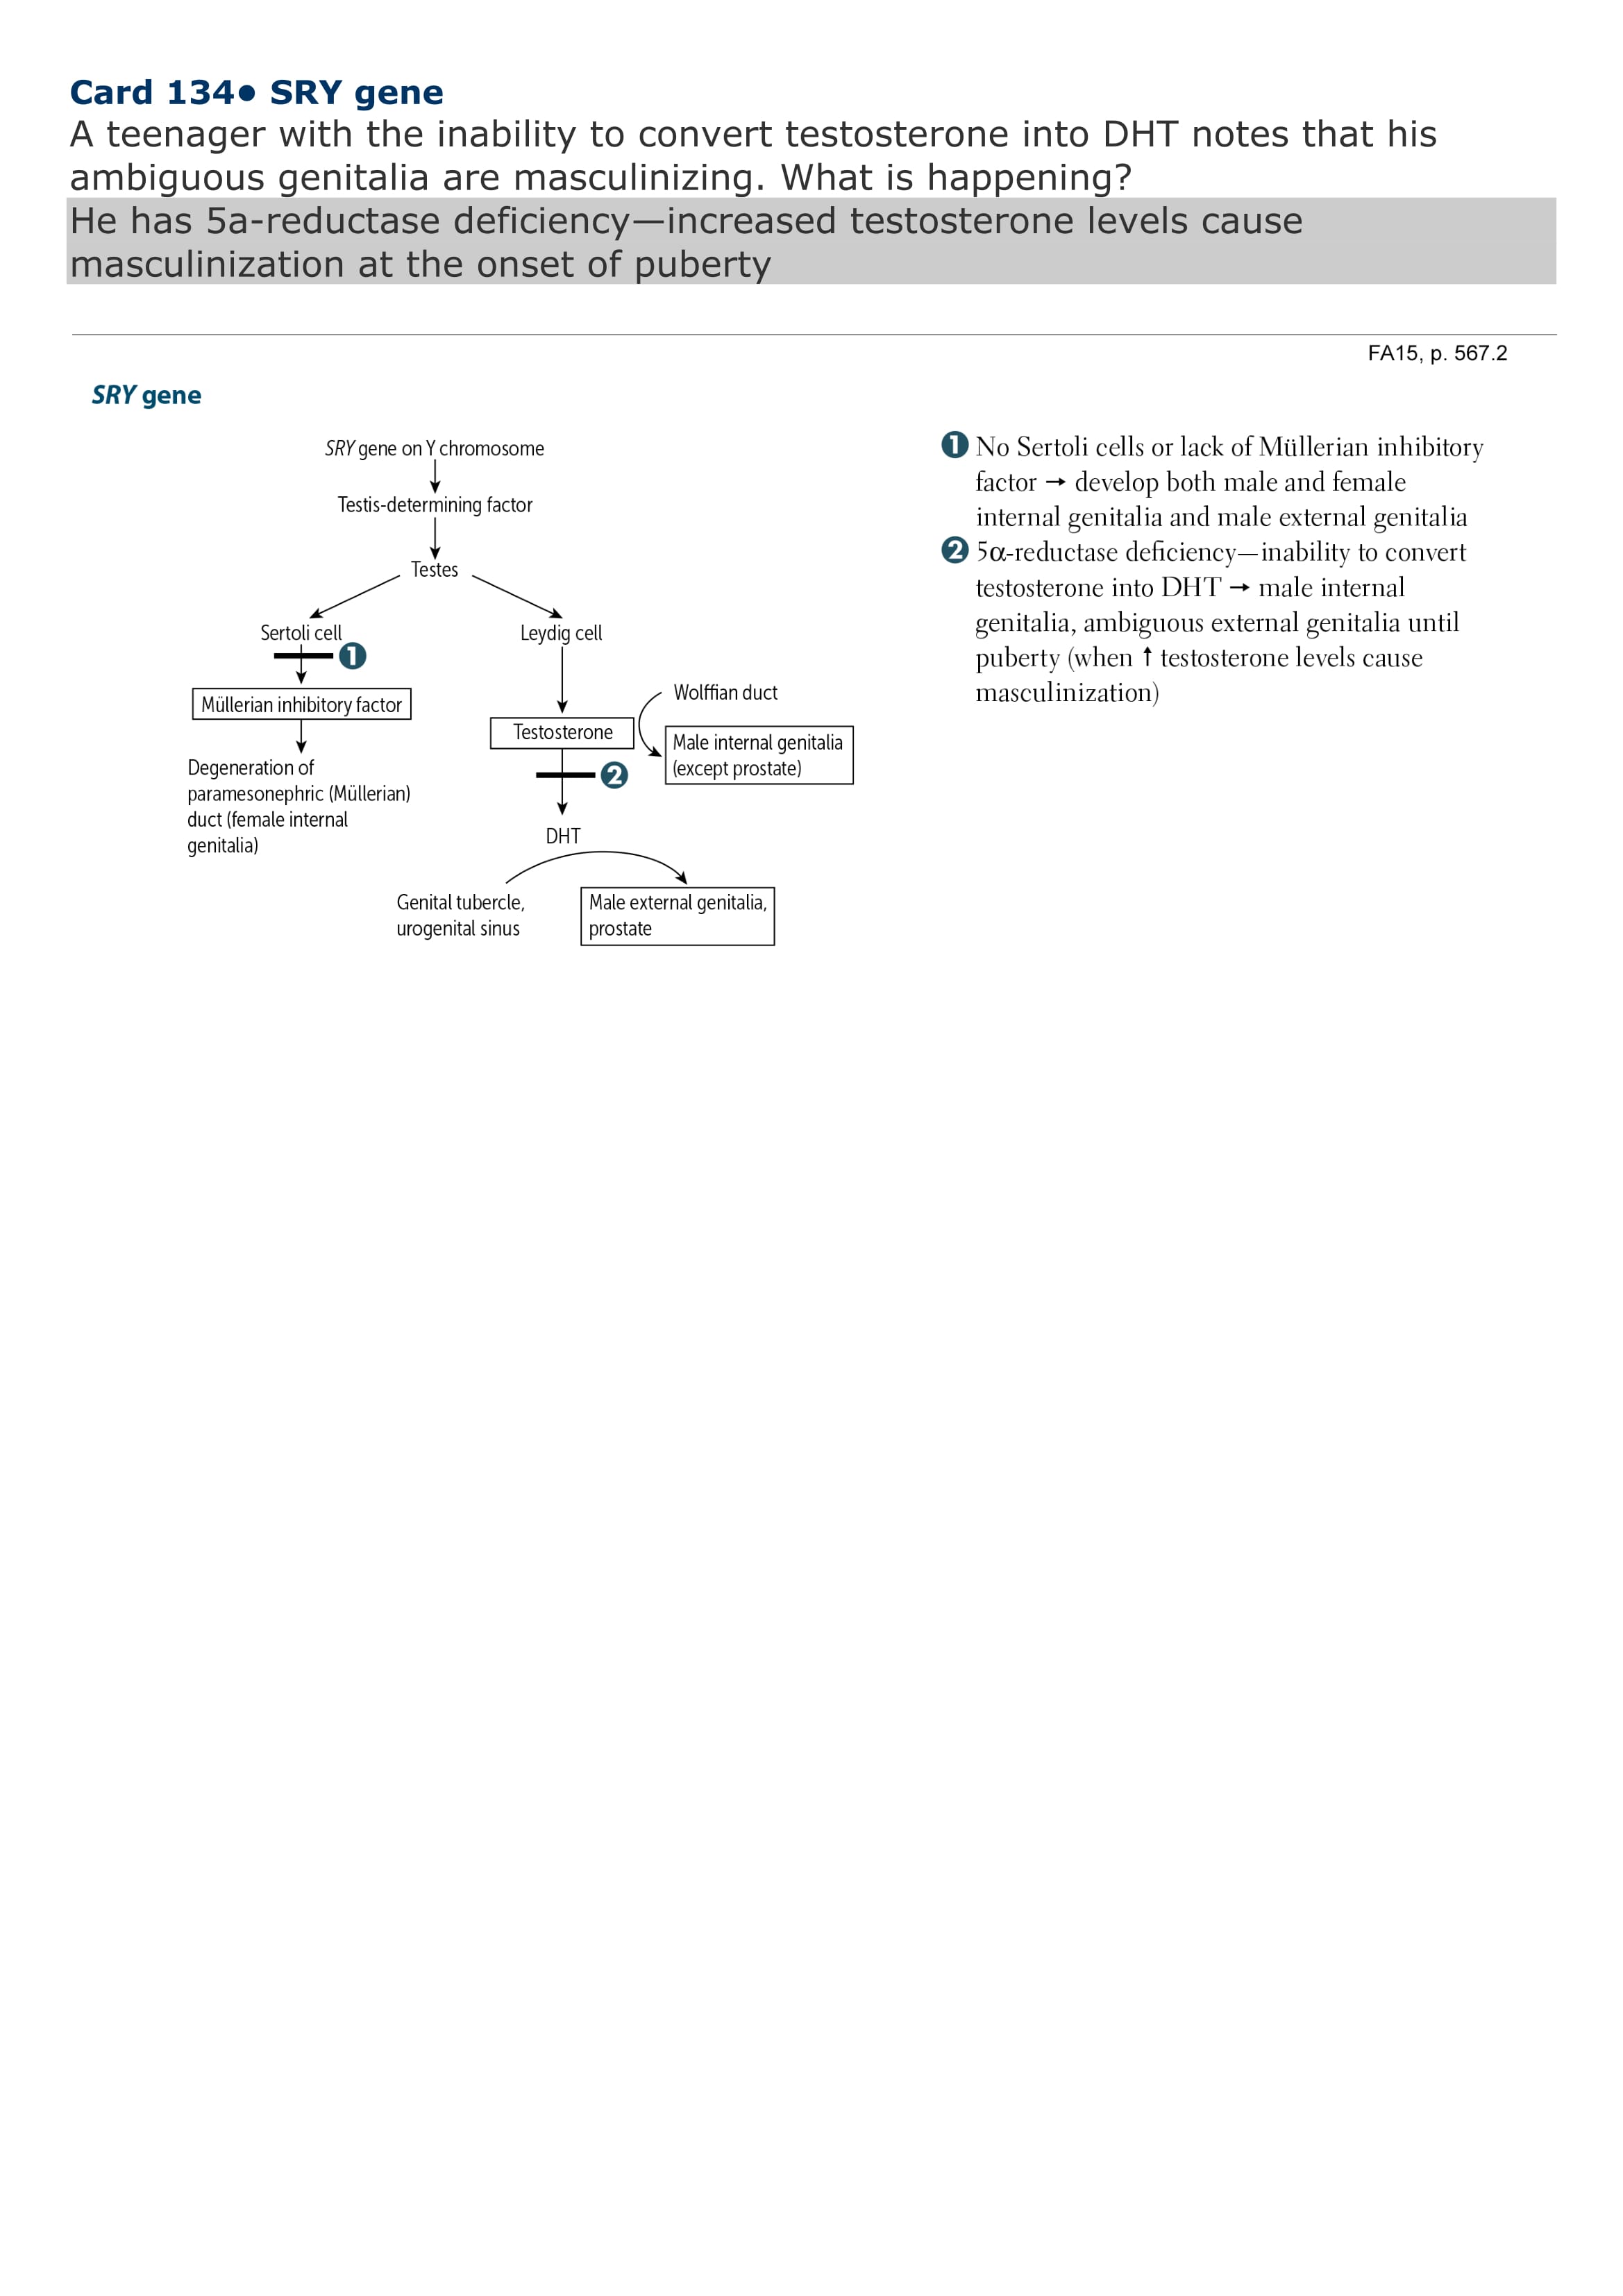 Card 134• SRY gene
A teenager with the inability to convert testosterone into DHT notes that his
ambiguous genitalia are masculinizing. What is happening?
He has 5a-reductase deficiency—increased testosterone levels cause
masculinization at the onset of puberty
FA15, p. 567.2
SRY gene
SRY gene on Y chromosome
Testis-determining factor
Testes
Sertoli cell
1
Müllerian inhibitory factor
Degeneration of
paramesonephric (Müllerian)
duct (female internal
genitalia)
Leydig cell
Testosterone
Wolffian duct
Male internal genitalia
(except prostate)
2
DHT
Genital tubercle,
urogenital sinus
Male external genitalia,
prostate
1 No Sertoli cells or lack of Müllerian inhibitory
factor → develop both male and female
internal genitalia and male external genitalia
2 5α-reductase deficiency—inability to convert
testosterone into DHT → male internal
genitalia, ambiguous external genitalia until
puberty (when ↑ testosterone levels cause
masculinization)